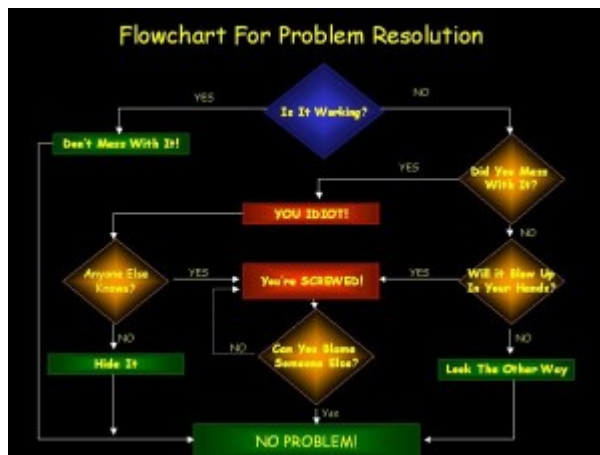 Flowchart For Problem Resolution
YES
Is It Working?
NO
Don't Mess With It!
YES
Did You Mess
With It?
YOU IDIOT!
NO
Anyone Else
Knows?
YES
You're SCREWED!
YES
Will it Blow Up
In Your Hands?
NO
NO
Can You Blame
Someone Else?
NO
Hide It
Look The Other Way
Yes
NO PROBLEM!